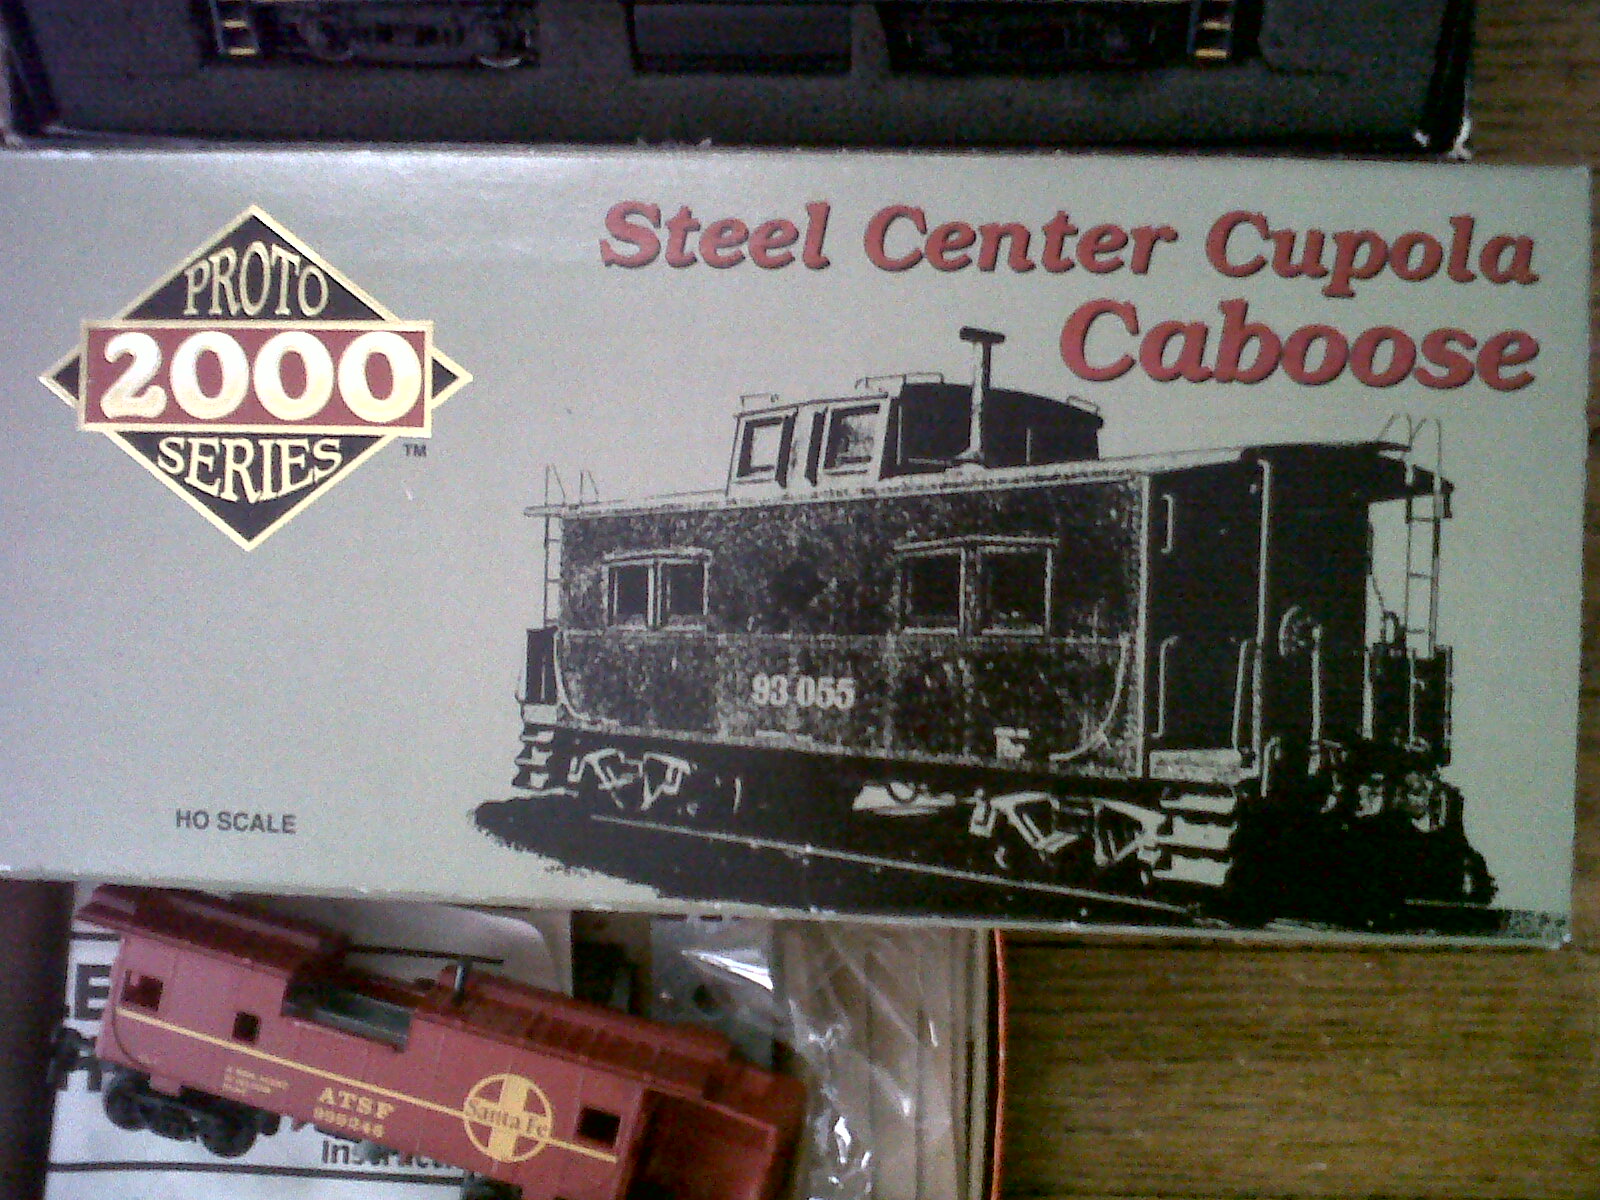 PROTO
2000
SERIES
TM
Steel Center Cupola
Caboose
93 055
HO SCALE
ATSF
Santa Fe